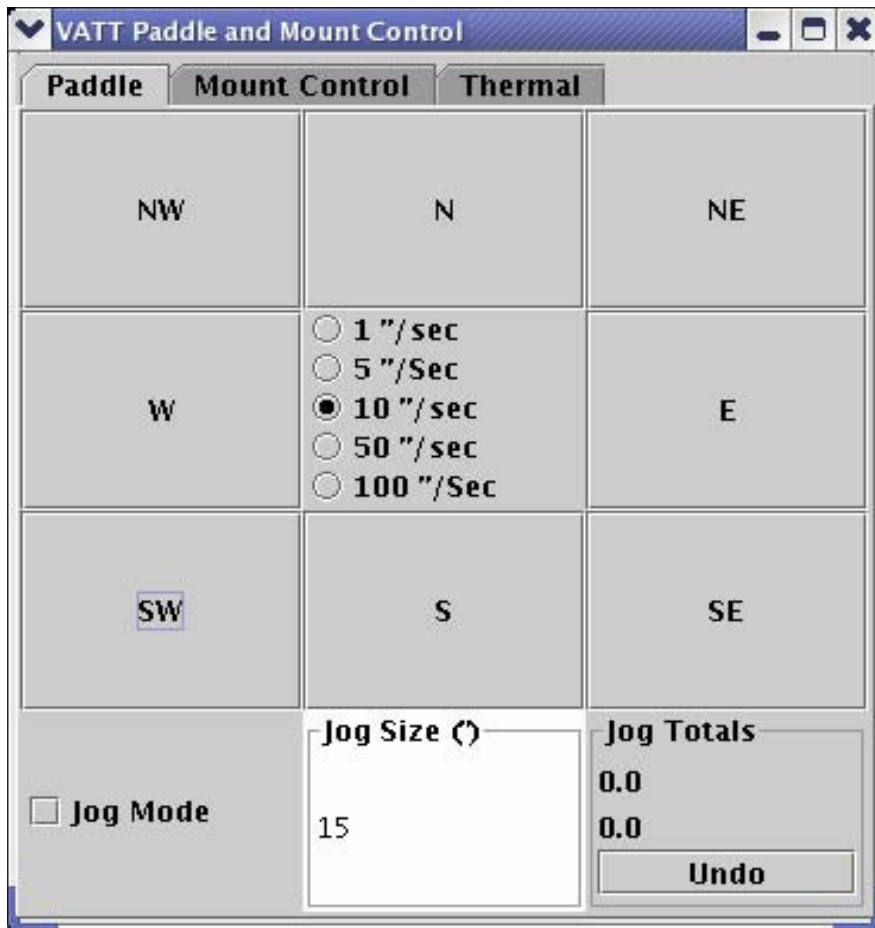 VATT Paddle and Mount Control
Paddle Mount Control Thermal
NW N NE
1 "/sec
5 "/Sec
W 10 "/sec E
50 "/sec
100 "/Sec
SW S SE
Jog Size (') Jog Totals
0.0
Jog Mode 15 0.0
Undo